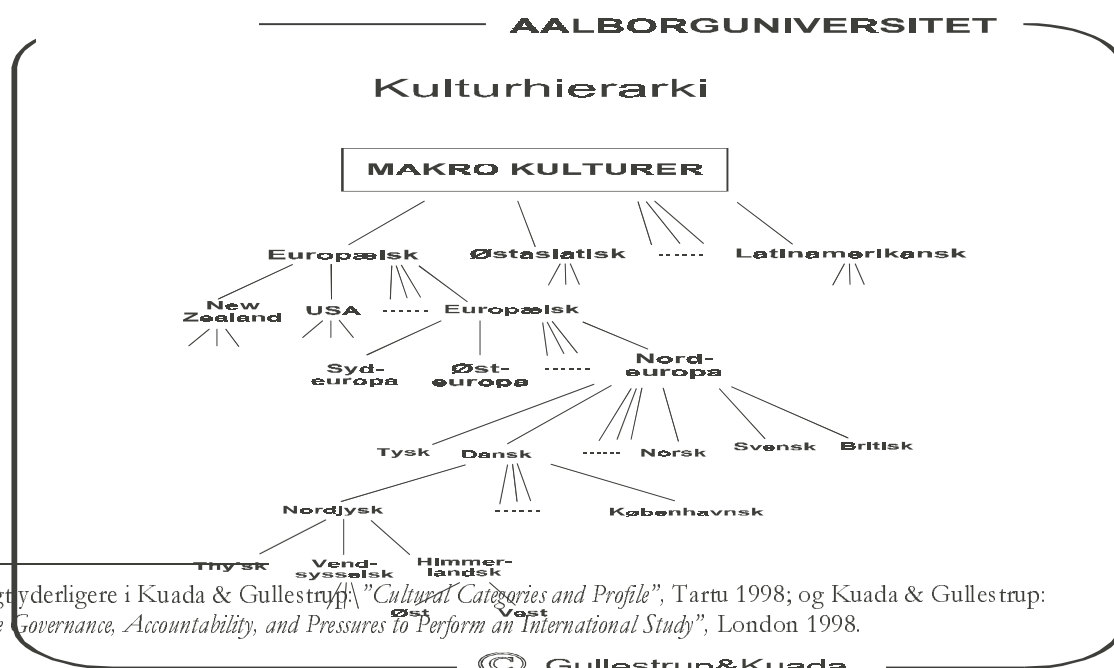 AALBORGUNIVERSITET
Kulturhierarki
MAKRO KULTURER
Europæisk Østasiatisk ...... Latinamerikansk
New
Zealand USA ...... Europæisk
Syd-
europa Øst-
europa ...... Nord-
europa
Tysk Dansk ...... Norsk Svensk Britisk
Nordjysk ...... Københavnsk
Thy'sk Vend-
sysselsk Himmer-
landsk
Øst Vest
yderligere i Kuada & Gullestrup: "Cultural Categories and Profile", Tartu 1998; og Kuada & Gullestrup:
Governance, Accountability, and Pressures to Perform an International Study", London 1998.
© Gullestrup&Kuada